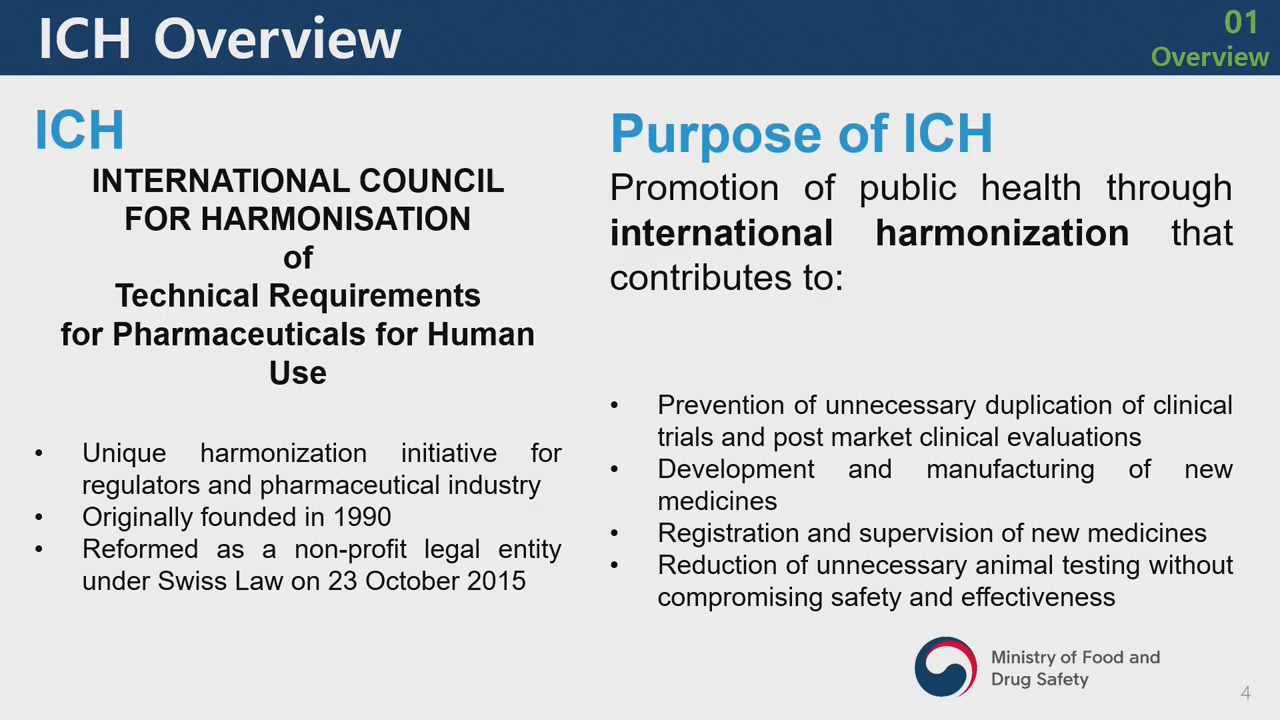 ICH Overview
01
Overview
ICH
INTERNATIONAL COUNCIL
FOR HARMONISATION
of
Technical Requirements
for Pharmaceuticals for Human
Use
• Unique harmonization initiative for
regulators and pharmaceutical industry
• Originally founded in 1990
• Reformed as a non-profit legal entity
under Swiss Law on 23 October 2015
Purpose of ICH
Promotion of public health through
international harmonization that
contributes to:
• Prevention of unnecessary duplication of clinical
trials and post market clinical evaluations
• Development and manufacturing of new
medicines
• Registration and supervision of new medicines
• Reduction of unnecessary animal testing without
compromising safety and effectiveness
Ministry of Food and
Drug Safety
4